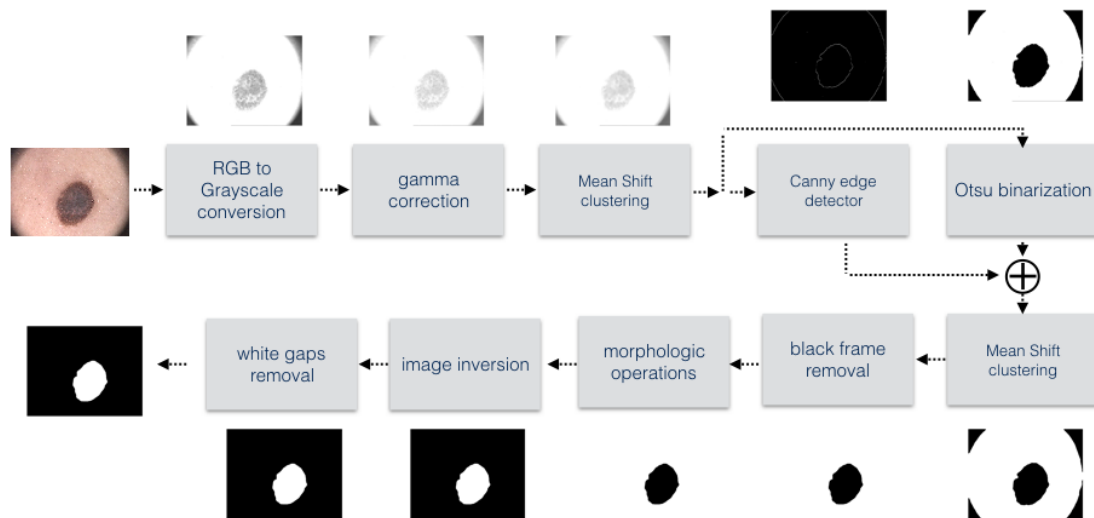 RGB to
Grayscale
conversion
gamma
correction
Mean Shift
clustering
Canny edge
detector
Otsu binarization
white gaps
removal
image inversion
morphologic
operations
black frame
removal
Mean Shift
clustering